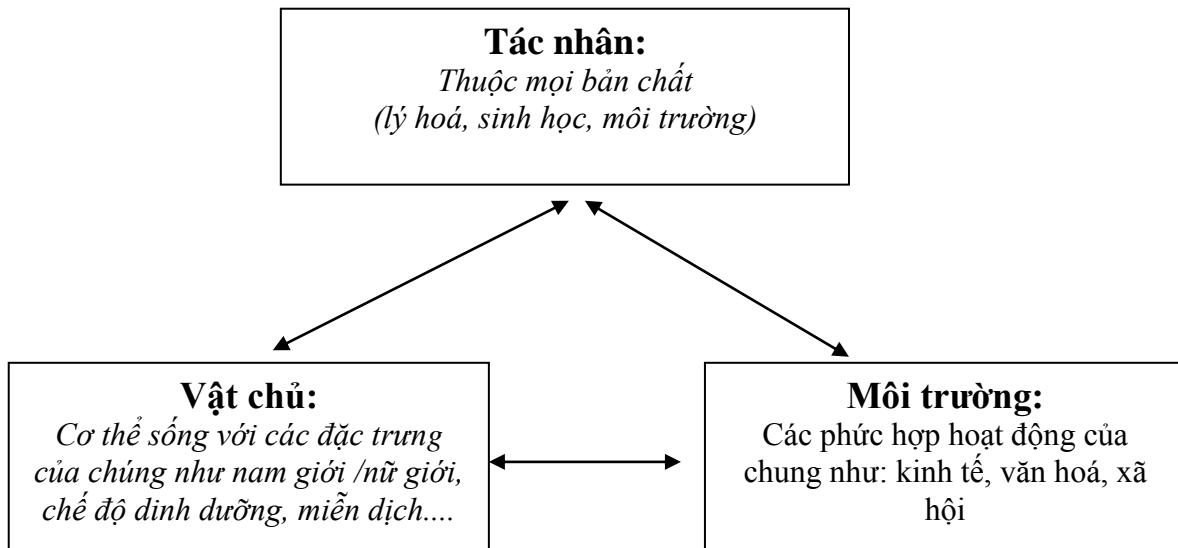 Tác nhân:
Thuộc mọi bản chất
(lý hoá, sinh học, môi trường)
Vật chủ:
Cơ thể sống với các đặc trưng
của chúng như nam giới /nữ giới,
chế độ dinh dưỡng, miễn dịch....
Môi trường:
Các phức hợp hoạt động của
chung như: kinh tế, văn hoá, xã
hội